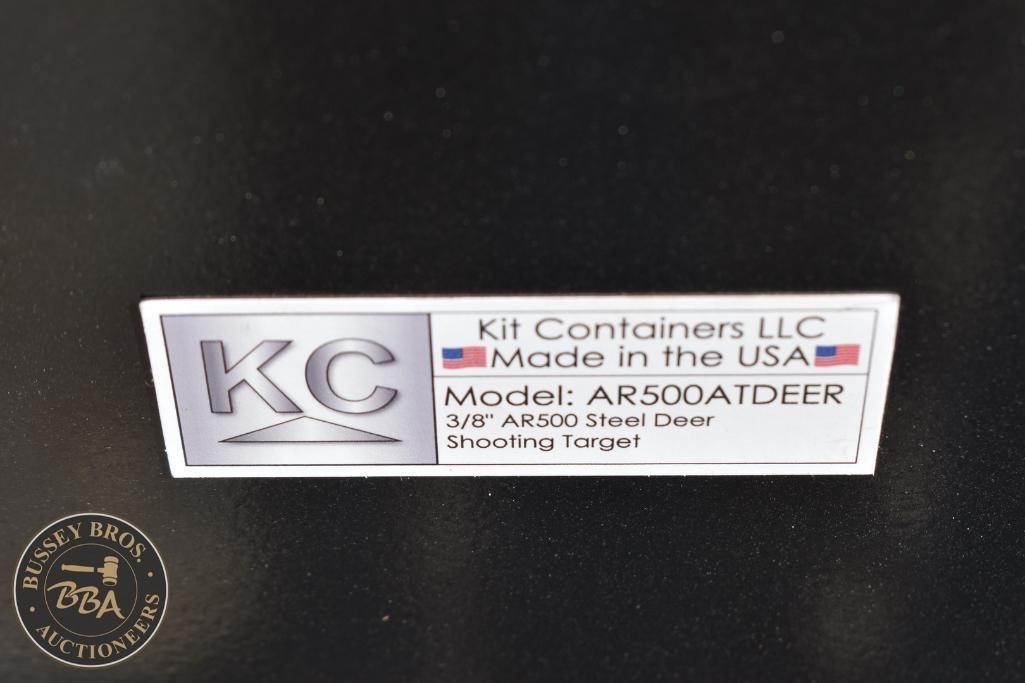 KC
Kit Containers LLC
Made in the USA
Model: AR500ATDEER
3/8" AR500 Steel Deer
Shooting Target
BUSSEY BROS.
BBA
AUCTIONEERS